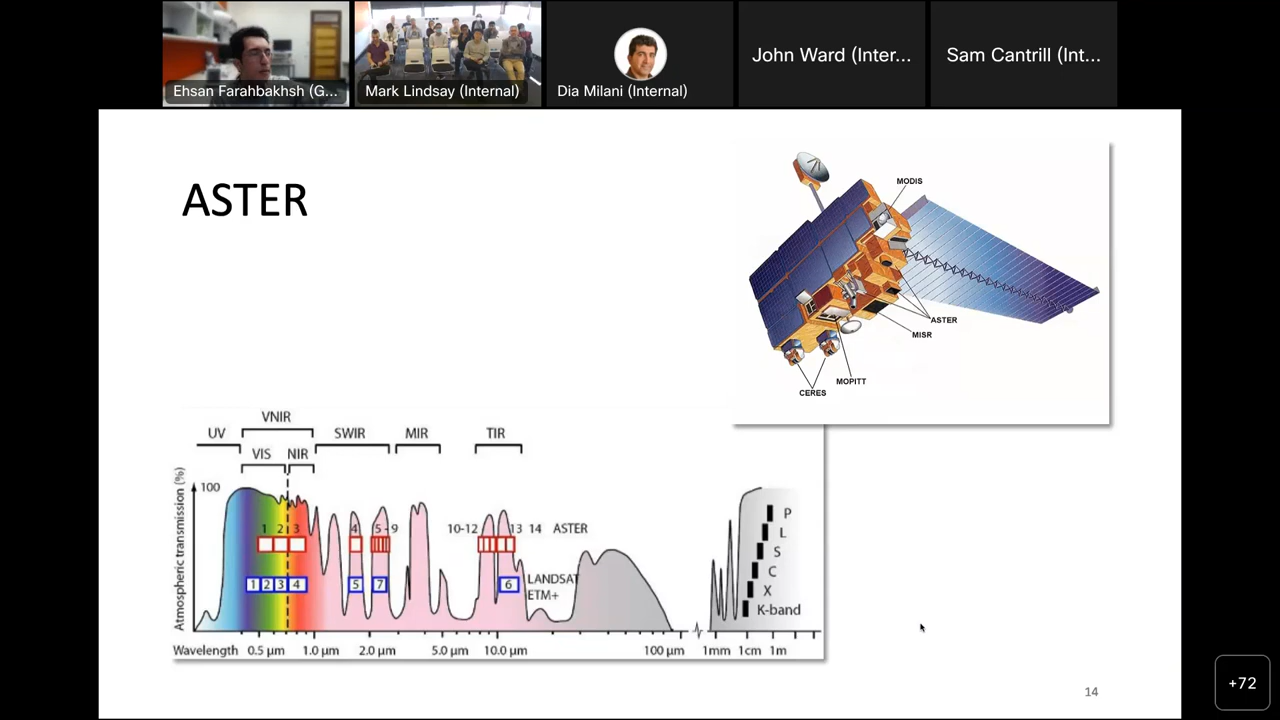 Ehsan Farahbakhsh (G...
Mark Lindsay (Internal)
Dia Milani (Internal)
John Ward (Inter...
Sam Cantrill (Int...
ASTER
MODIS
ASTER
MISR
MOPITT
CERES
VNIR
UV
SWIR
MIR
TIR
VIS
NIR
Atmospheric transmission (%)
100
1 2 3 4 5-9 10-12 13 14 ASTER
1 2 3 4 5 7 6 LANDSAT
ETM+
P
L
S
C
X
K-band
Wavelength 0.5 µm 1.0 µm 2.0 µm 5.0 µm 10.0 µm 100 µm 1mm 1cm 1m
14
+72